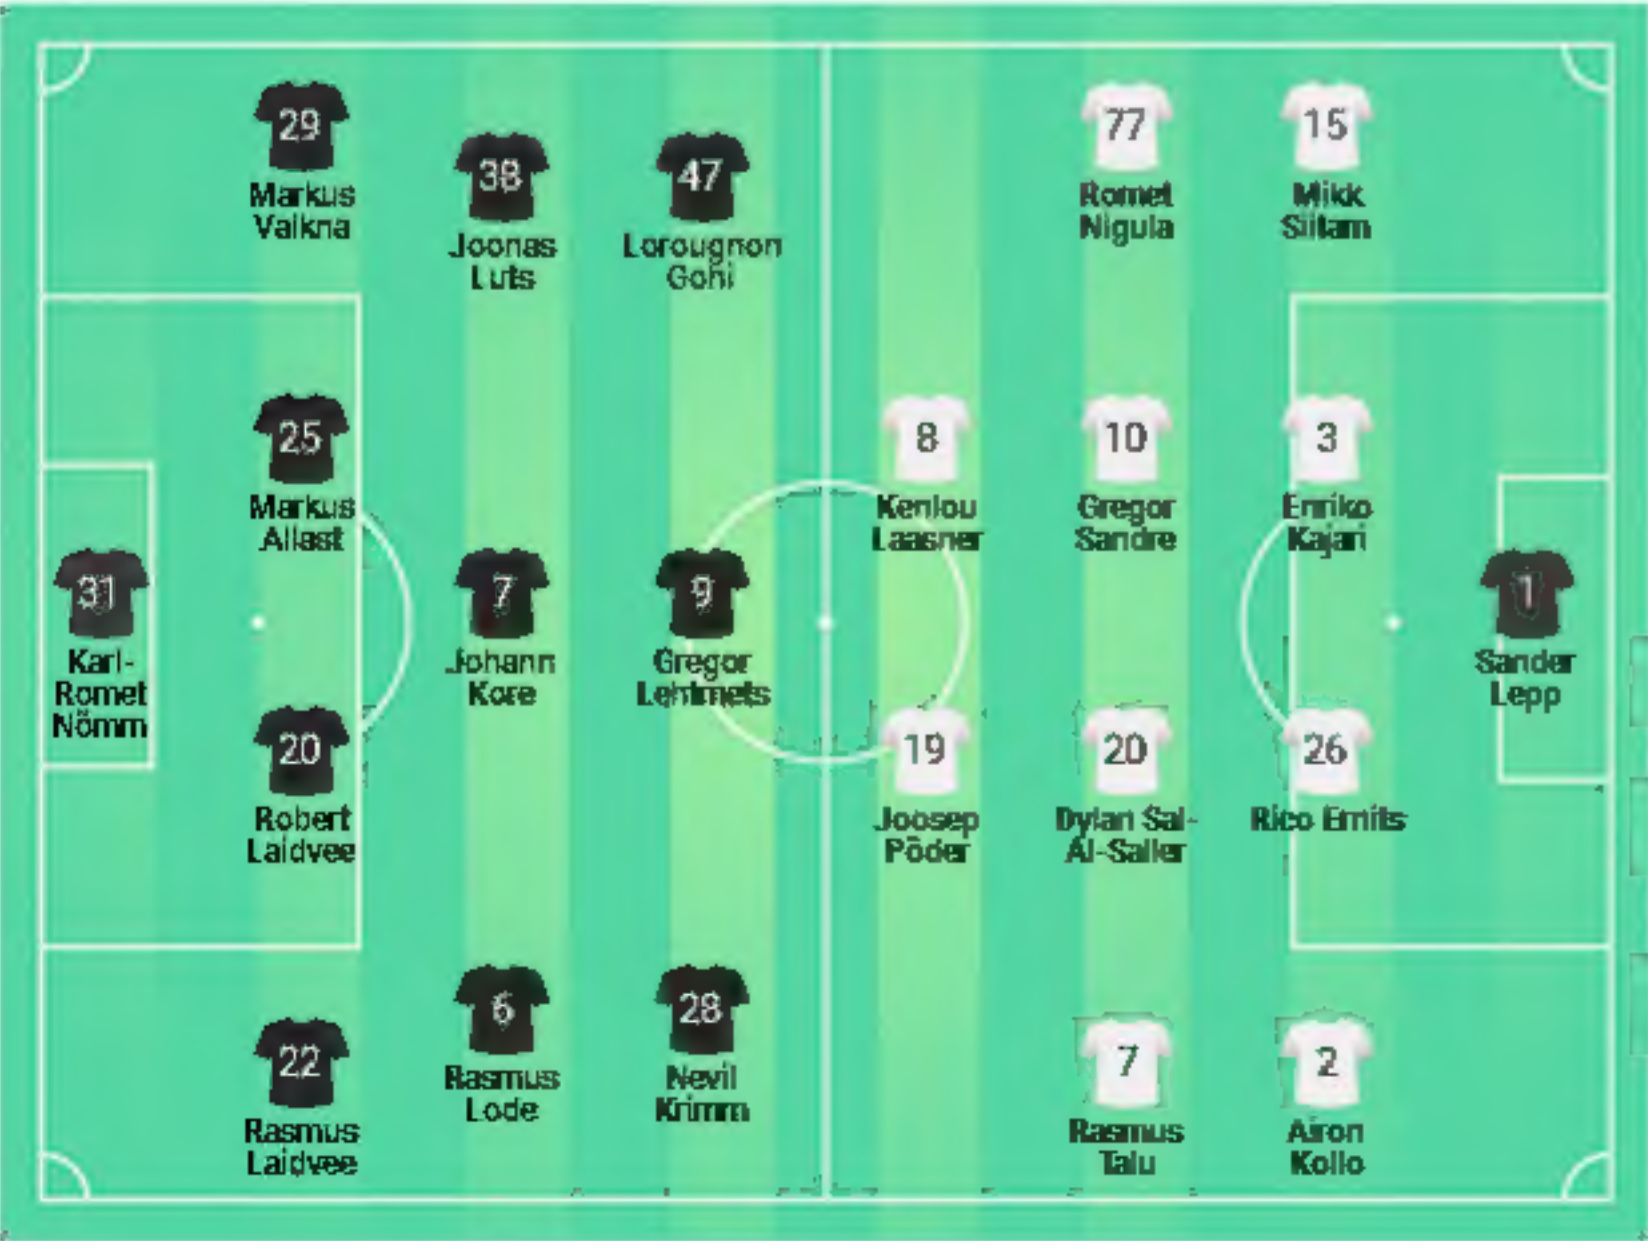 29
Markus
Vaikna
38
Joonas
Luts
47
Lorougnon
Gohi
77
Romet
Nigula
15
Mikk
Siitam
25
Markus
Allast
8
Kenlou
Laasner
10
Gregor
Sandre
3
Enriko
Kajari
31
Karl-
Romet
Nõmm
7
Johann
Kore
9
Gregor
Lehtmets
1
Sander
Lepp
20
Robert
Laidvee
19
Joosep
Põder
20
Dylan Sal-
Al-Saller
26
Rico Emits
22
Rasmus
Laidvee
6
Rasmus
Lode
28
Nevil
Krimm
7
Rasmus
Talu
2
Airon
Kollo